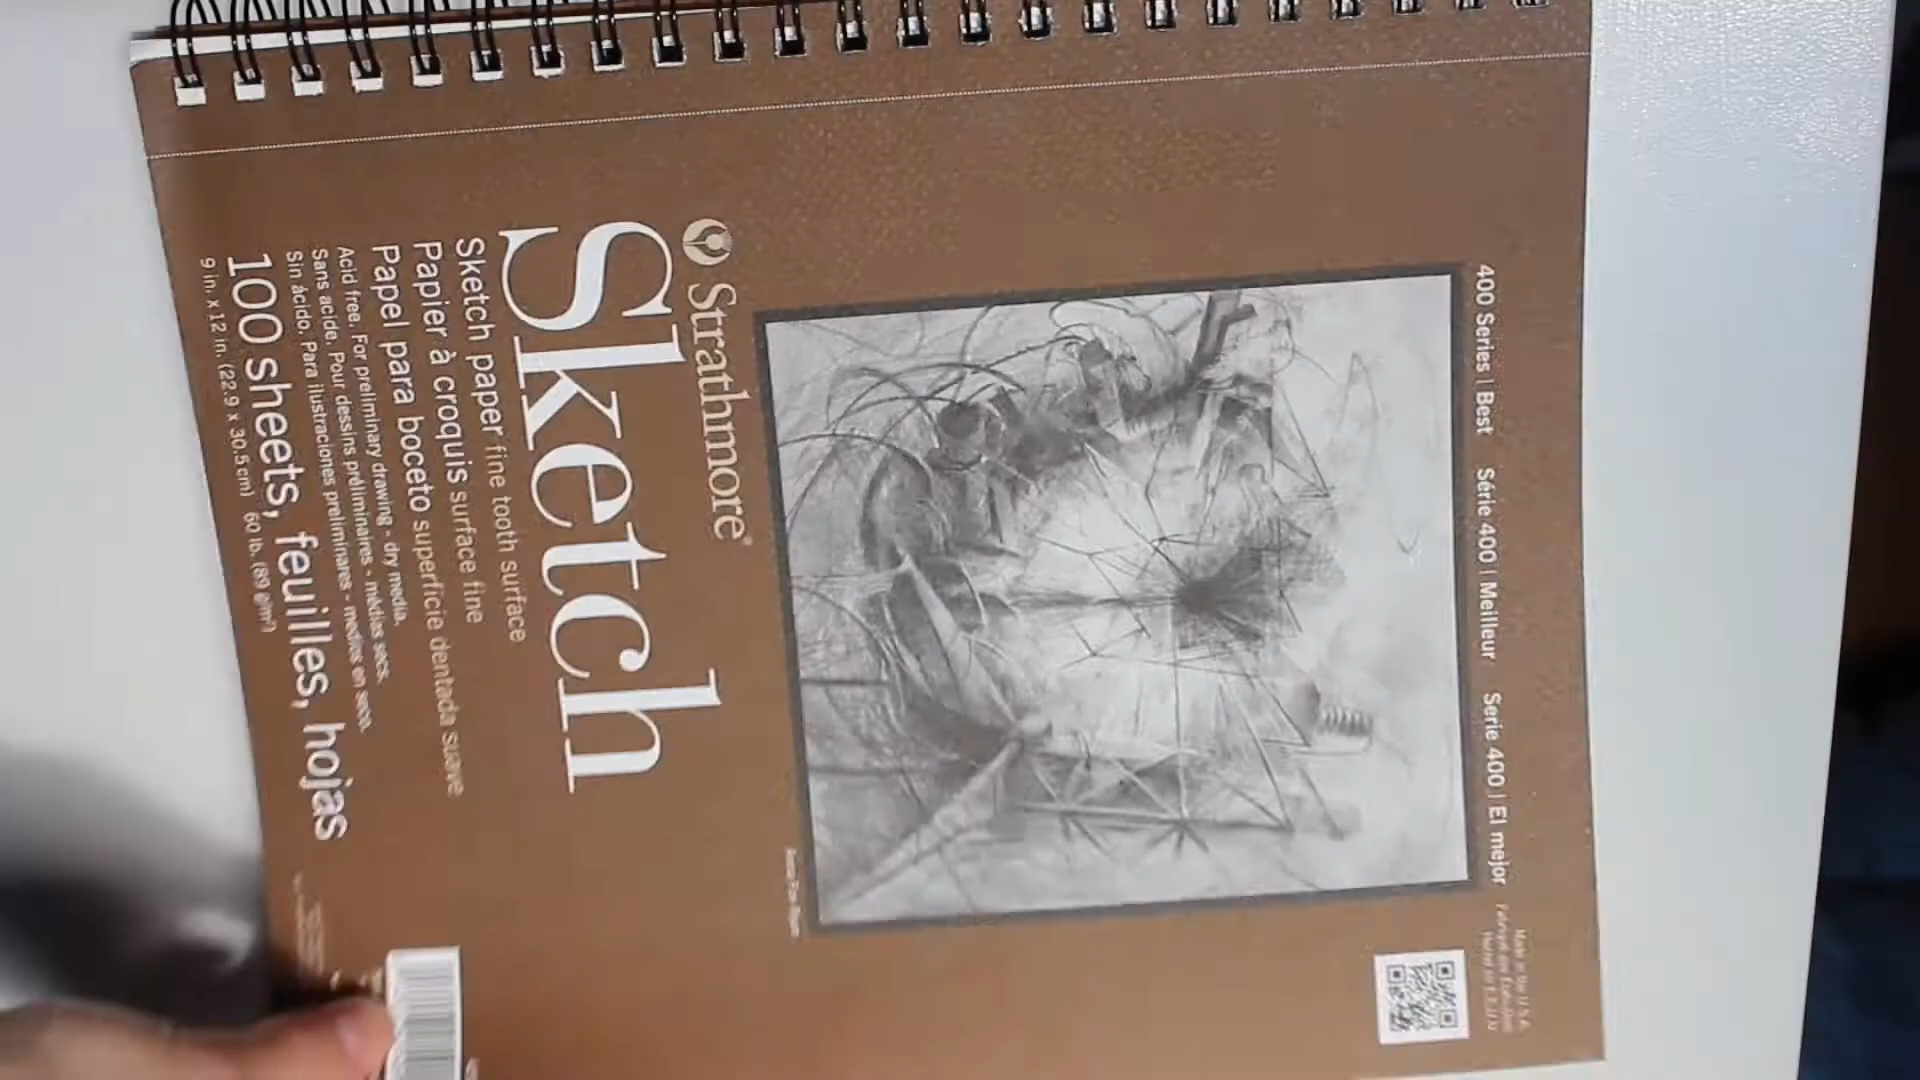 400 Series | Best Série 400 | Meilleur Serie 400 | El mejor
Made in the U.S.A.
Strathmore®
Sketch
Sketch paper fine tooth surface
Papier à croquis surface fine
Papel para boceto superficie dentada suave
Acid free. For preliminary drawing - dry media.
Sans acide. Pour dessins préliminaires - médias secs.
Sin ácido. Para ilustraciones preliminares - medios en seco.
100 sheets, feuilles, hojas
9 in. x 12 in. (22.9 x 30.5 cm) 60 lb. (89 g/m²)